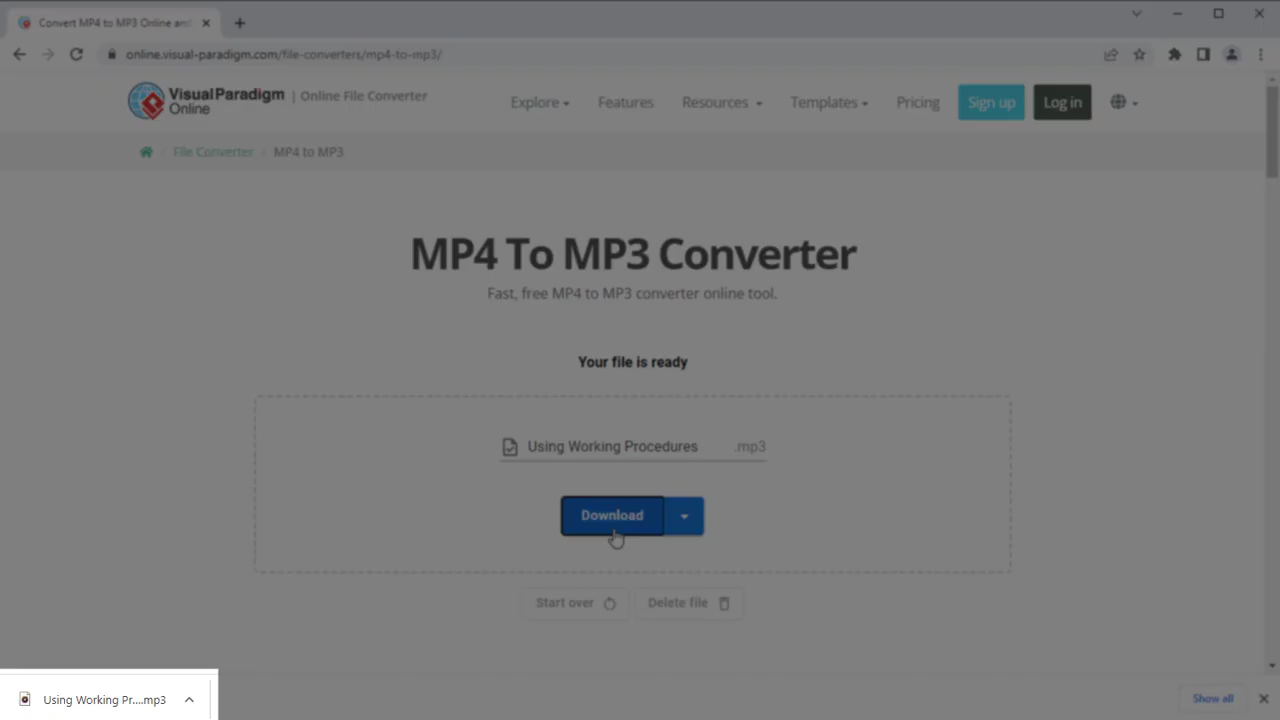 Convert MP4 to MP3 Online and
online.visual-paradigm.com/file-converters/mp4-to-mp3/
Visual Paradigm
Online
| Online File Converter
Explore
Features
Resources
Templates
Pricing
Sign up
Log in
File Converter / MP4 to MP3
MP4 To MP3 Converter
Fast, free MP4 to MP3 converter online tool.
Your file is ready
Using Working Procedures .mp3
Download
Start over
Delete file
Using Working Pr....mp3
Show all